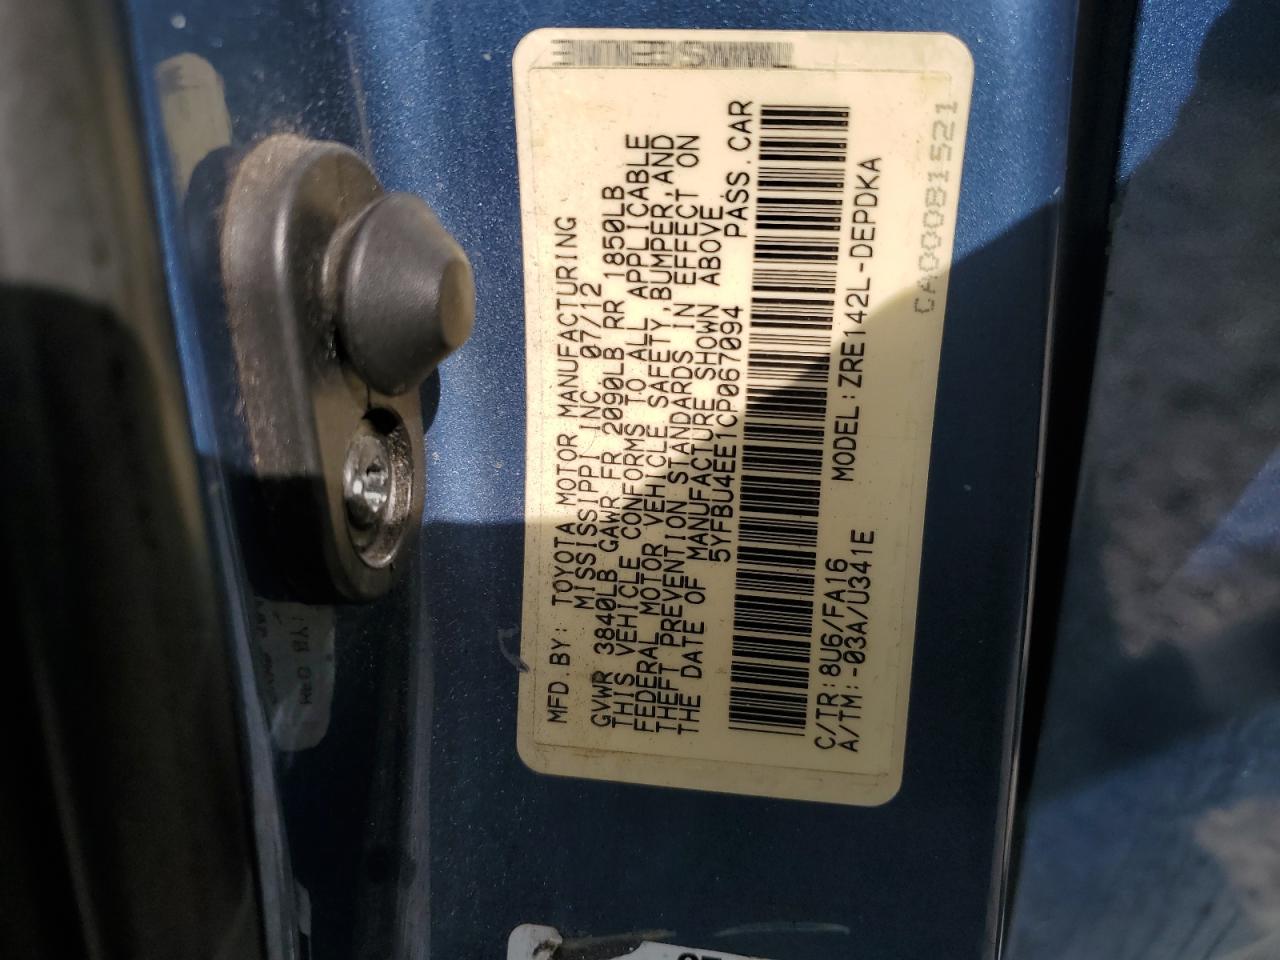 MFD.BY: TOYOTA MOTOR MANUFACTURING
MISSISSIPPI INC 07/12
GVWR 3840LB GAWR FR 2090LB RR 1850LB
THIS VEHICLE CONFORMS TO ALL APPLICABLE
FEDERAL MOTOR VEHICLE SAFETY,BUMPER,AND
THEFT PREVENTION STANDARDS IN EFFECT ON
THE DATE OF MANUFACTURE SHOWN ABOVE.
5YFBU4EE1CP067094 PASS.CAR
C/TR:8U6/FA16 MODEL:ZRE142L-DEPDKA
A/TM:-03A/U341E
CA00081521